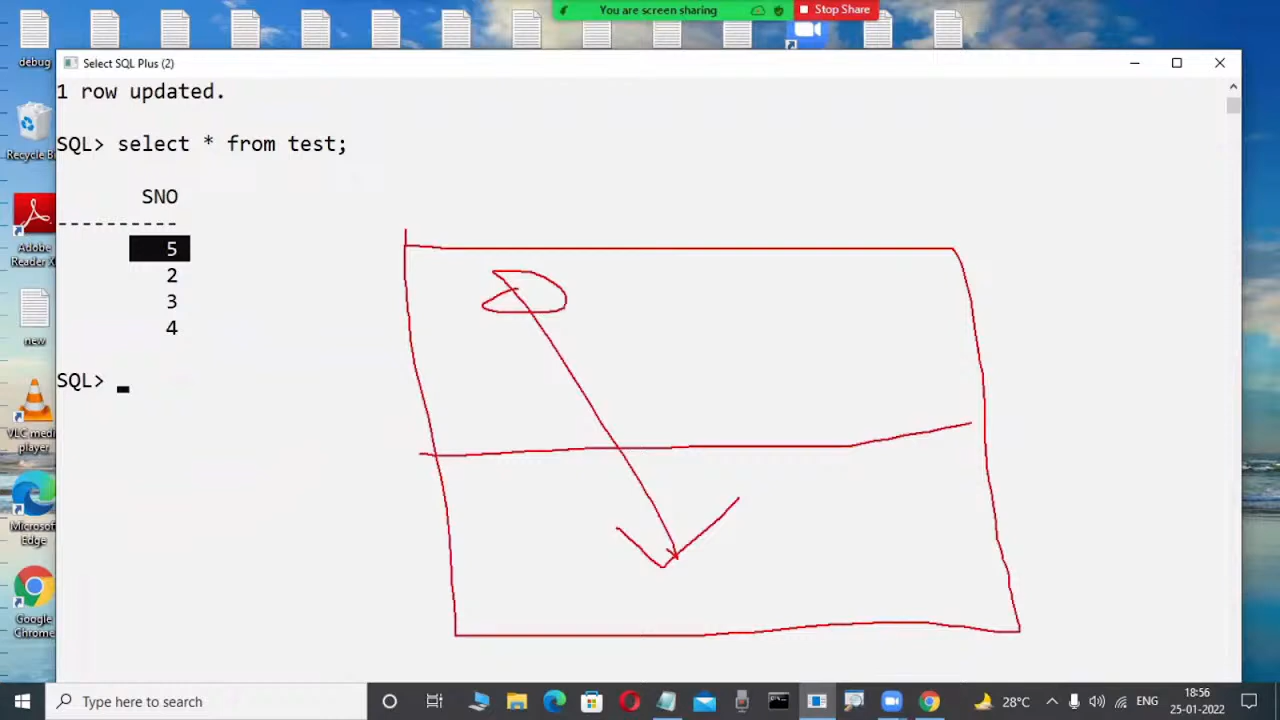 You are screen sharing
Stop Share
debug
Select SQL Plus (2)
1 row updated.
SQL> select * from test;
SNO
----------
5
2
3
4
SQL>
Recycle Bi
Adobe
Reader X
new
VLC media
player
Microsoft
Edge
Google
Chrome
Type here to search
28°C
ENG
18:56
25-01-2022